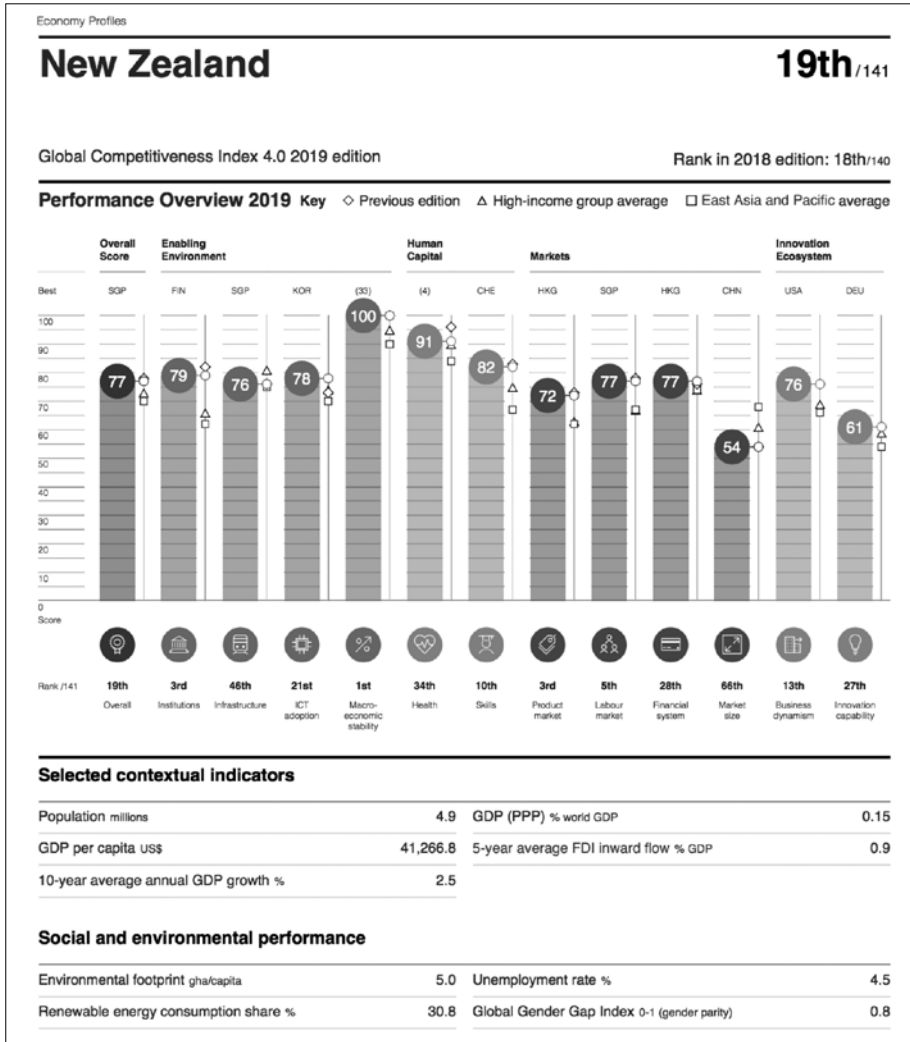 Economy Profiles
New Zealand 19th/141
Global Competitiveness Index 4.0 2019 edition Rank in 2018 edition: 18th/140
Performance Overview 2019 Key ◇ Previous edition △ High-income group average □ East Asia and Pacific average
Overall Score Enabling Environment Human Capital Markets Innovation Ecosystem
Best SGP FIN SGP KOR (33) (4) CHE HKG SGP HKG CHN USA DEU
100
90
80
70
60
50
40
30
20
10
0
Score
77 79 76 78 100 91 82 72 77 77 54 76 61
Rank /141 19th 3rd 46th 21st 1st 34th 10th 3rd 5th 28th 66th 13th 27th
Overall Institutions Infrastructure ICT adoption Macro-economic stability Health Skills Product market Labour market Financial system Market size Business dynamism Innovation capability
Selected contextual indicators
Population millions 4.9 GDP (PPP) % world GDP 0.15
GDP per capita US$ 41,266.8 5-year average FDI inward flow % GDP 0.9
10-year average annual GDP growth % 2.5
Social and environmental performance
Environmental footprint gha/capita 5.0 Unemployment rate % 4.5
Renewable energy consumption share % 30.8 Global Gender Gap Index 0-1 (gender parity) 0.8